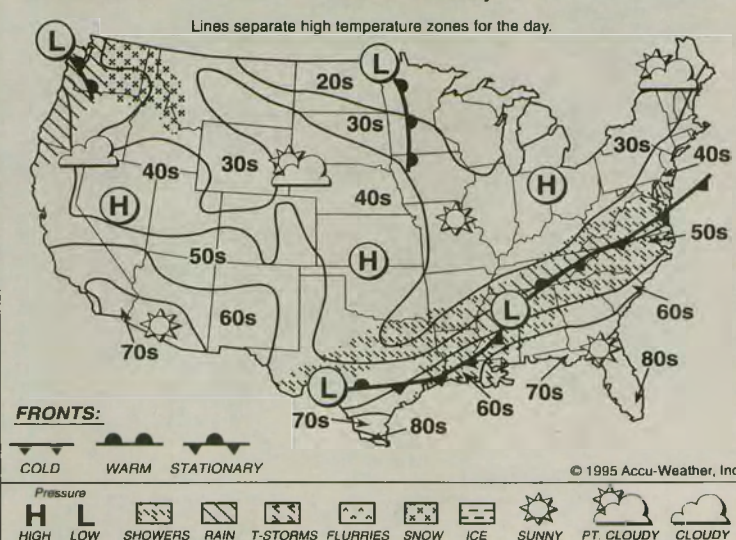 Lines separate high temperature zones for the day.
L
L
20s
30s
30s
40s
40s
30s
H
40s
H
50s
H
50s
60s
L
60s
70s
80s
L
70s
60s
70s
80s
FRONTS:
COLD WARM STATIONARY
© 1995 Accu-Weather, Inc
Pressure
H L
HIGH LOW SHOWERS RAIN T-STORMS FLURRIES SNOW ICE SUNNY PT. CLOUDY CLOUDY